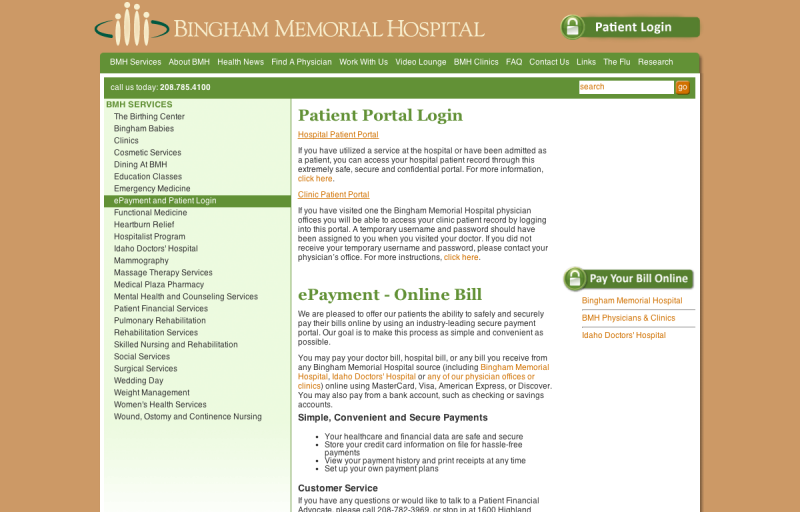 BINGHAM MEMORIAL HOSPITAL
Patient Login
BMH Services About BMH Health News Find A Physician Work With Us Video Lounge BMH Clinics FAQ Contact Us Links The Flu Research
call us today: 208.785.4100
search go
BMH SERVICES
The Birthing Center
Bingham Babies
Clinics
Cosmetic Services
Dining At BMH
Education Classes
Emergency Medicine
ePayment and Patient Login
Functional Medicine
Heartburn Relief
Hospitalist Program
Idaho Doctors' Hospital
Mammography
Massage Therapy Services
Medical Plaza Pharmacy
Mental Health and Counseling Services
Patient Financial Services
Pulmonary Rehabilitation
Rehabilitation Services
Skilled Nursing and Rehabilitation
Social Services
Surgical Services
Wedding Day
Weight Management
Women's Health Services
Wound, Ostomy and Continence Nursing
Patient Portal Login
Hospital Patient Portal
If you have utilized a service at the hospital or have been admitted as
a patient, you can access your hospital patient record through this
extremely safe, secure and confidential portal. For more information,
click here.
Clinic Patient Portal
If you have visited one the Bingham Memorial Hospital physician
offices you will be able to access your clinic patient record by logging
into this portal. A temporary username and password should have
been assigned to you when you visited your doctor. If you did not
receive your temporary username and password, please contact your
physician's office. For more instructions, click here.
ePayment - Online Bill
We are pleased to offer our patients the ability to safely and securely
pay their bills online by using an industry-leading secure payment
portal. Our goal is to make this process as simple and convenient as
possible.
You may pay your doctor bill, hospital bill, or any bill you receive from
any Bingham Memorial Hospital source (including Bingham Memorial
Hospital, Idaho Doctors' Hospital or any of our physician offices or
clinics) online using MasterCard, Visa, American Express, or Discover.
You may also pay from a bank account, such as checking or savings
accounts.
Simple, Convenient and Secure Payments
• Your healthcare and financial data are safe and secure
• Store your credit card information on file for hassle-free
payments
• View your payment history and print receipts at any time
• Set up your own payment plans
Customer Service
If you have any questions or would like to talk to a Patient Financial
Advocate, please call 208-782-3969, or stop in at 1600 Highland
Pay Your Bill Online
Bingham Memorial Hospital
BMH Physicians & Clinics
Idaho Doctors' Hospital